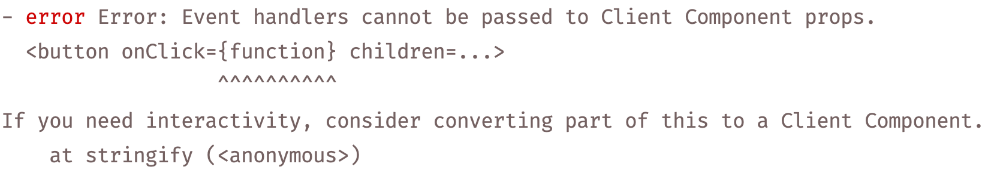 - error Error: Event handlers cannot be passed to Client Component props.
  <button onClick={function} children=...>
                  ^^^^^^^^^^
If you need interactivity, consider converting part of this to a Client Component.
    at stringify (<anonymous>)